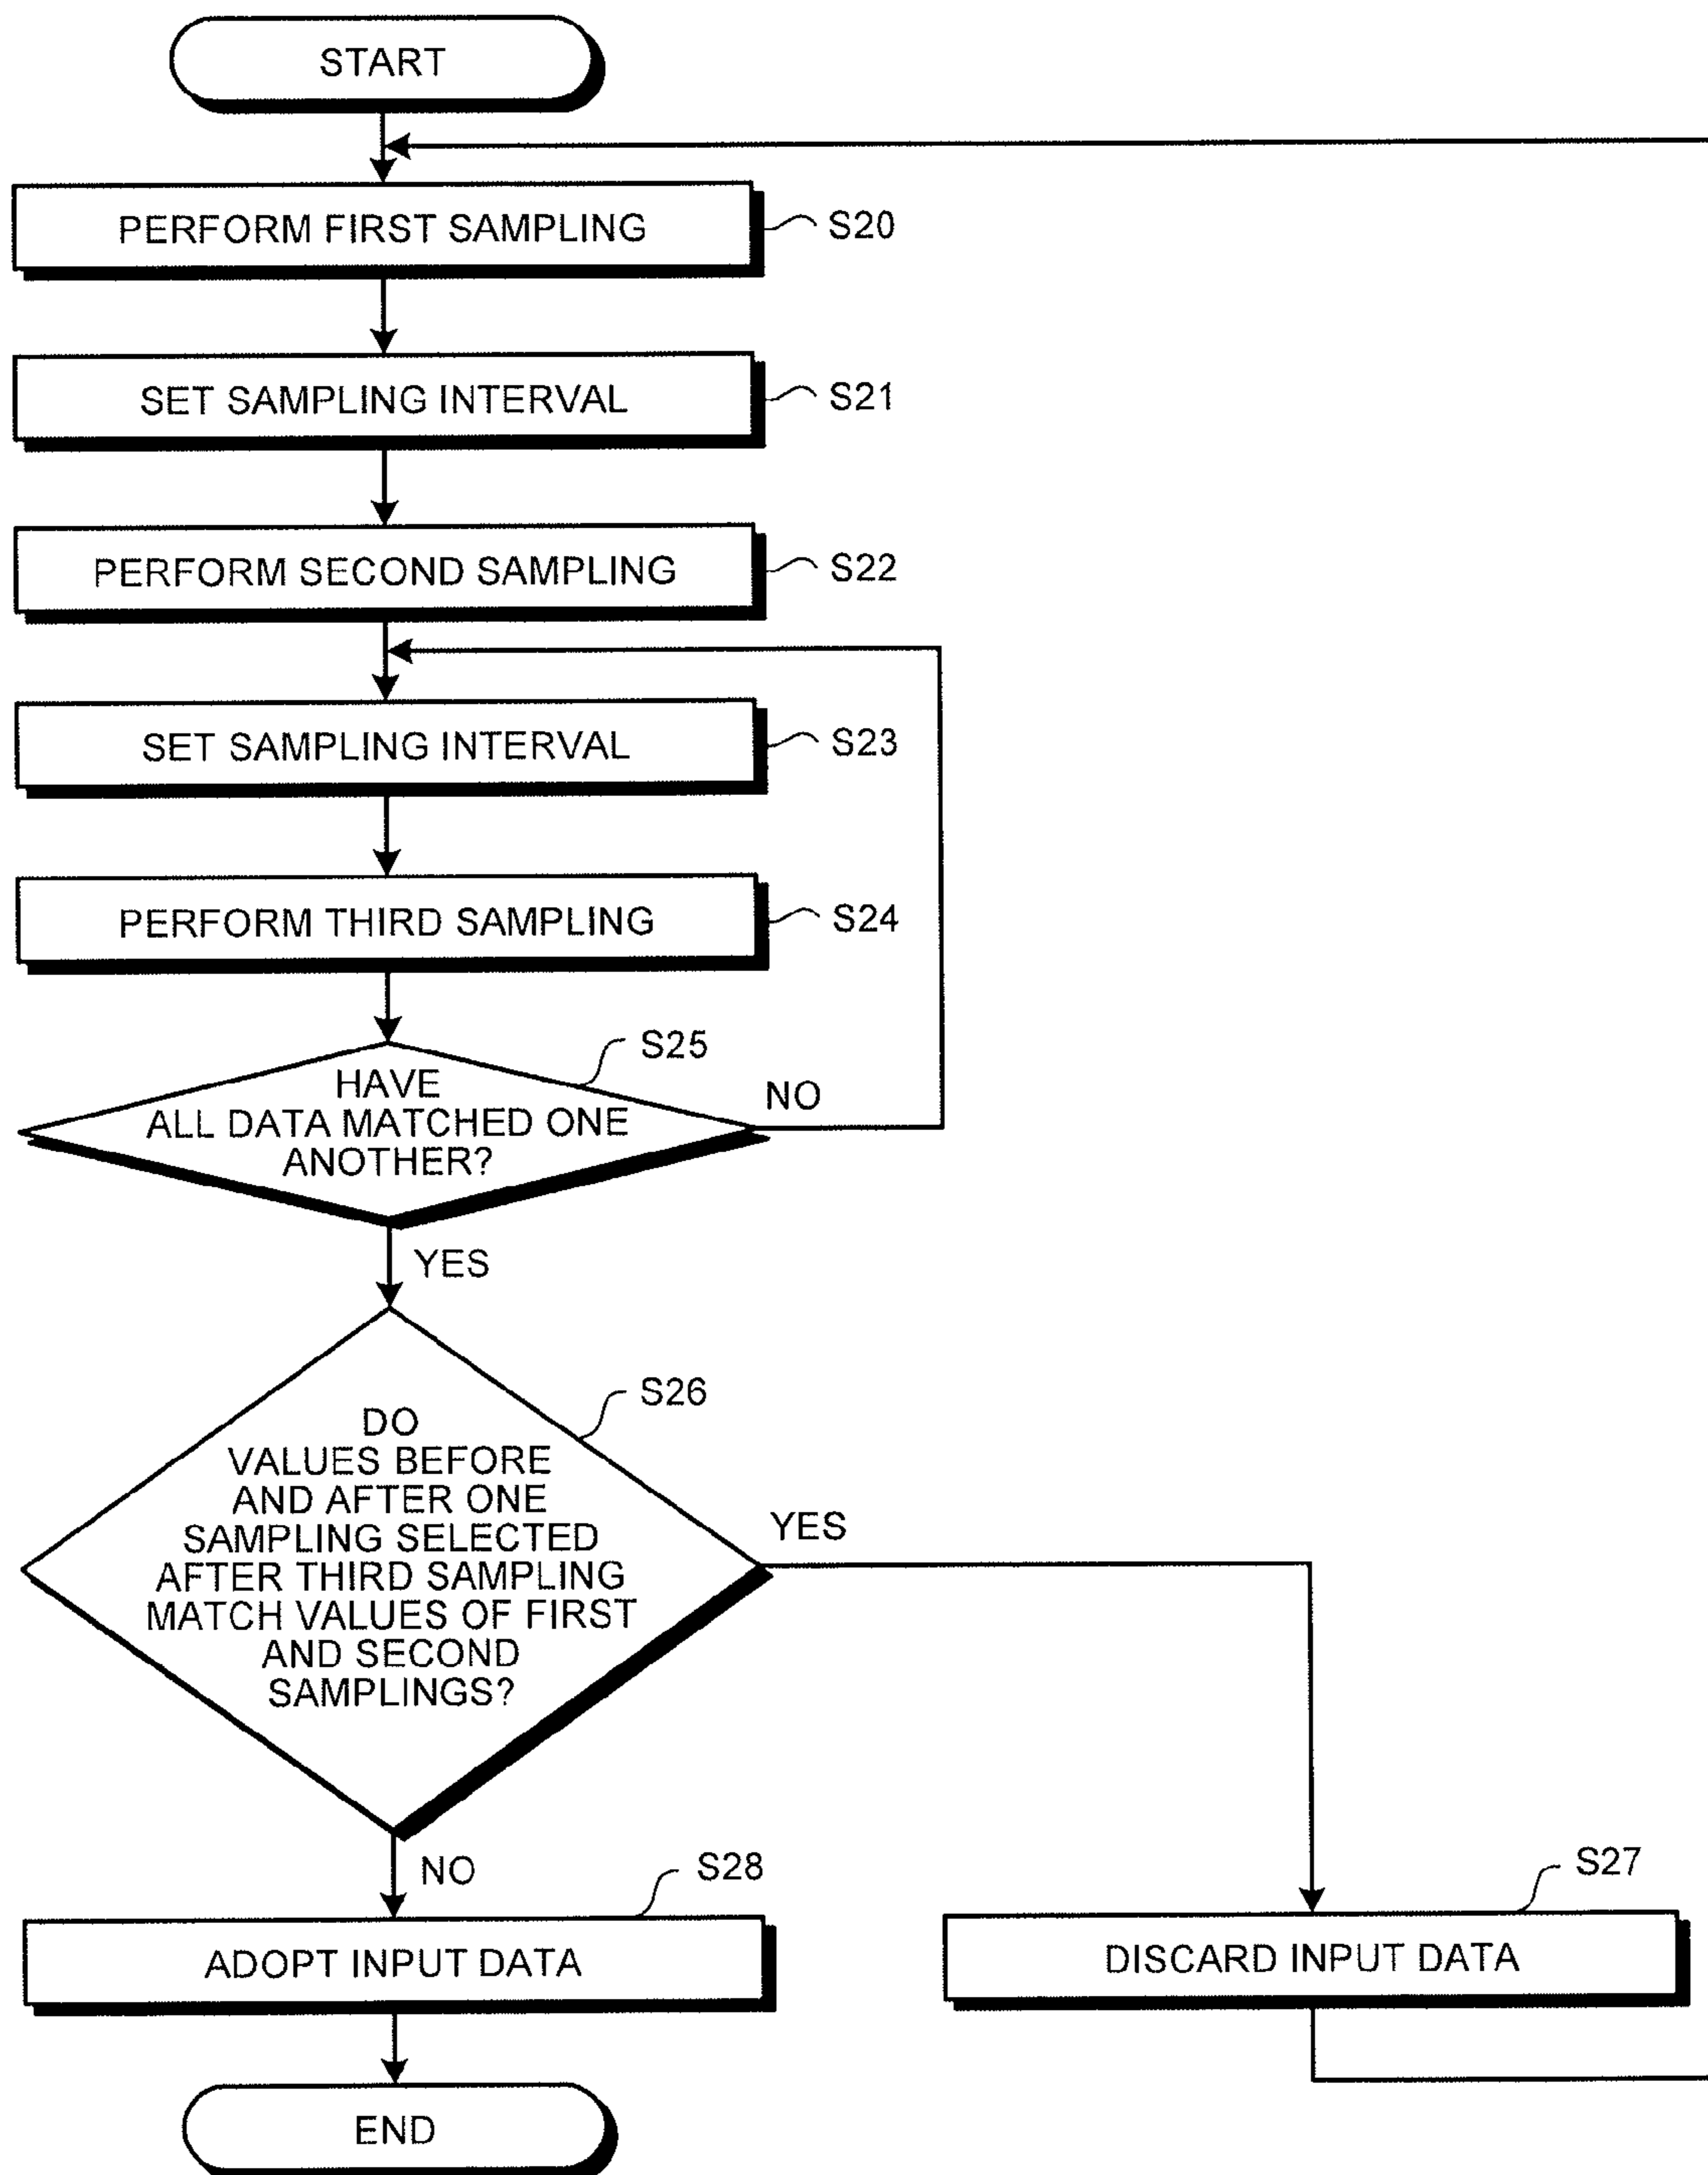 START
PERFORM FIRST SAMPLING
S20
SET SAMPLING INTERVAL
S21
PERFORM SECOND SAMPLING
S22
SET SAMPLING INTERVAL
S23
PERFORM THIRD SAMPLING
S24
S25
HAVE
ALL DATA MATCHED ONE
ANOTHER?
NO
YES
S26
DO
VALUES BEFORE
AND AFTER ONE
SAMPLING SELECTED
AFTER THIRD SAMPLING
MATCH VALUES OF FIRST
AND SECOND
SAMPLINGS?
YES
NO
S28
ADOPT INPUT DATA
S27
DISCARD INPUT DATA
END